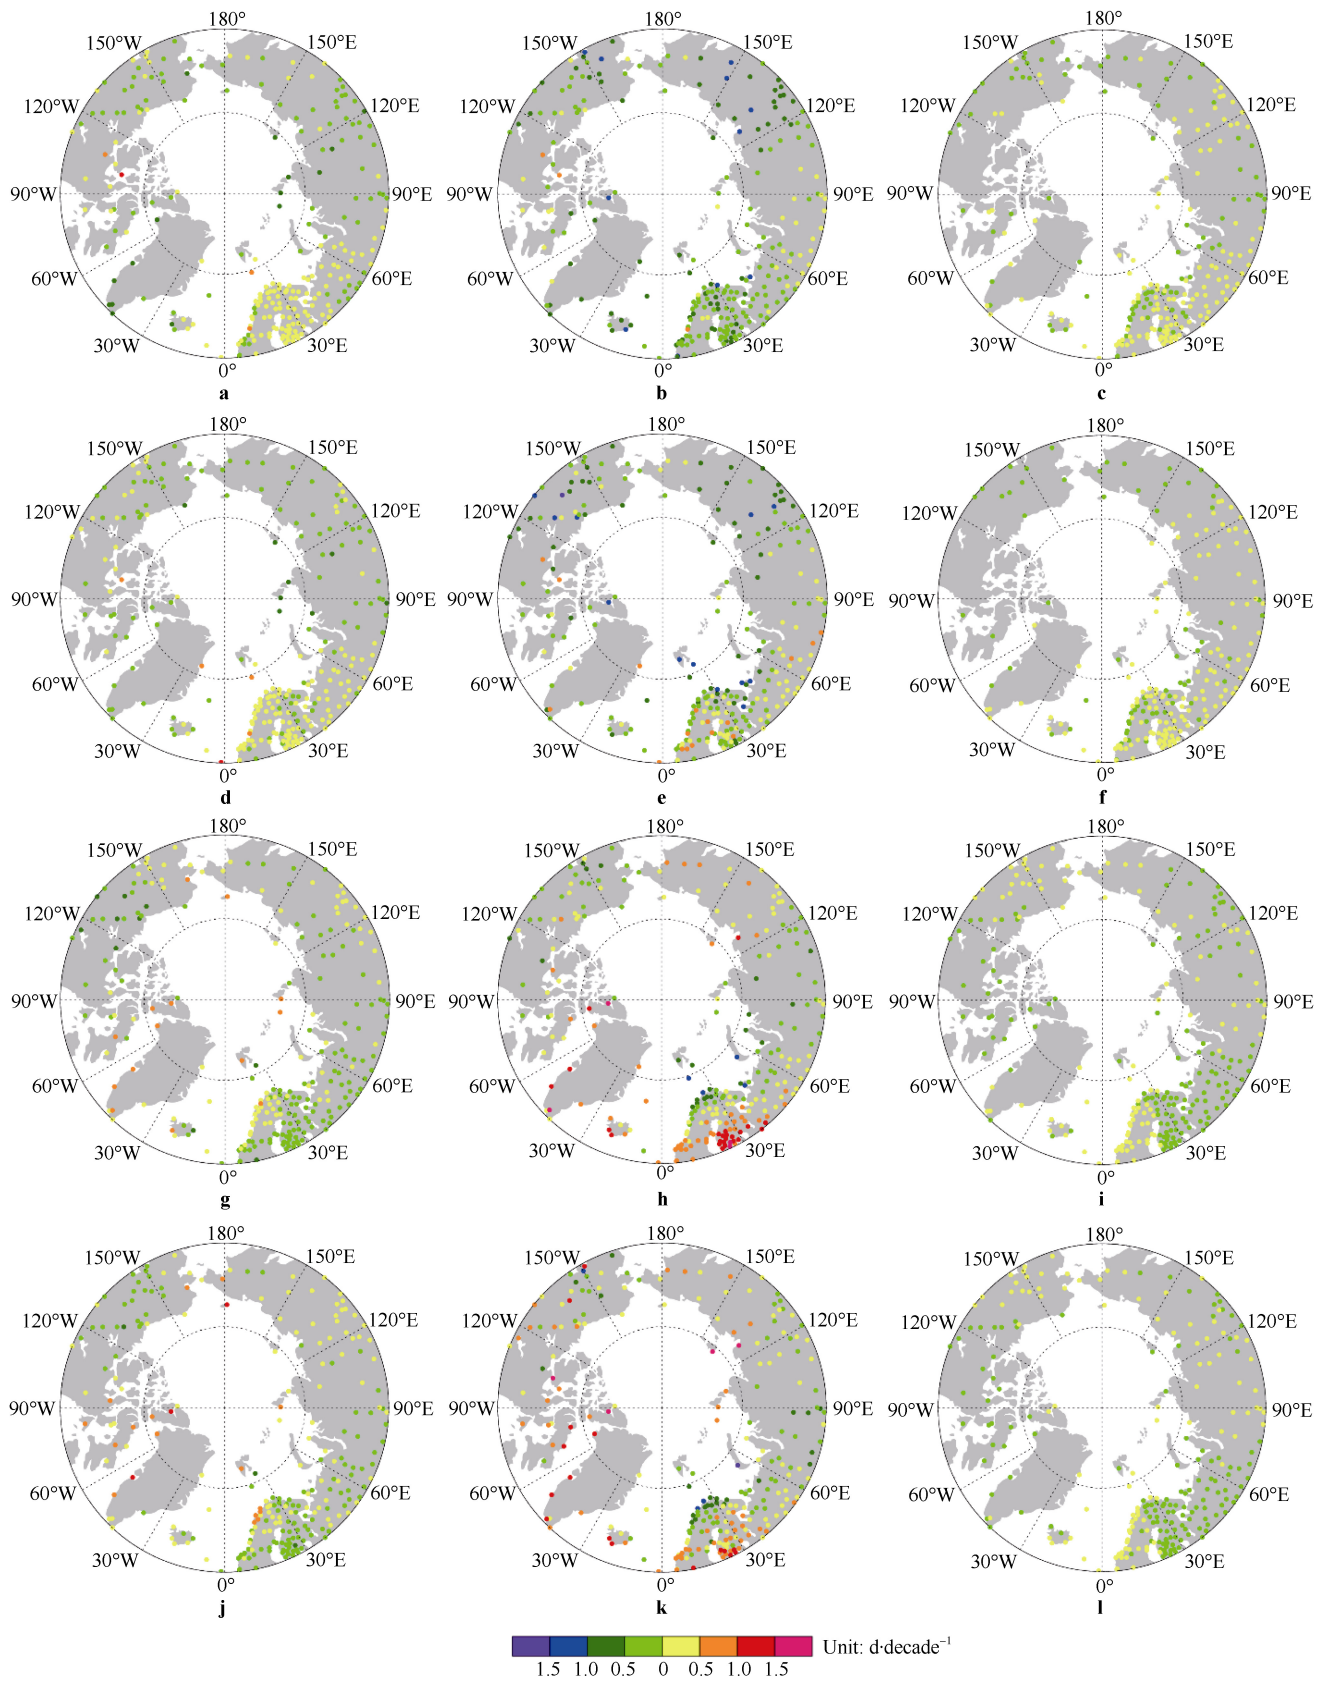 180° 180° 180°
150°W 150°E 150°W 150°E 150°W 150°E
120°W 120°E 120°W 120°E 120°W 120°E
90°W 90°E 90°W 90°E 90°W 90°E
60°W 60°E 60°W 60°E 60°W 60°E
30°W 30°E 30°W 30°E 30°W 30°E
0° 0° 0°
a b c
180° 180° 180°
150°W 150°E 150°W 150°E 150°W 150°E
120°W 120°E 120°W 120°E 120°W 120°E
90°W 90°E 90°W 90°E 90°W 90°E
60°W 60°E 60°W 60°E 60°W 60°E
30°W 30°E 30°W 30°E 30°W 30°E
0° 0° 0°
d e f
180° 180° 180°
150°W 150°E 150°W 150°E 150°W 150°E
120°W 120°E 120°W 120°E 120°W 120°E
90°W 90°E 90°W 90°E 90°W 90°E
60°W 60°E 60°W 60°E 60°W 60°E
30°W 30°E 30°W 30°E 30°W 30°E
0° 0° 0°
g h i
180° 180° 180°
150°W 150°E 150°W 150°E 150°W 150°E
120°W 120°E 120°W 120°E 120°W 120°E
90°W 90°E 90°W 90°E 90°W 90°E
60°W 60°E 60°W 60°E 60°W 60°E
30°W 30°E 30°W 30°E 30°W 30°E
0° 0° 0°
j k l
Unit: d·decade⁻¹
1.5 1.0 0.5 0 0.5 1.0 1.5